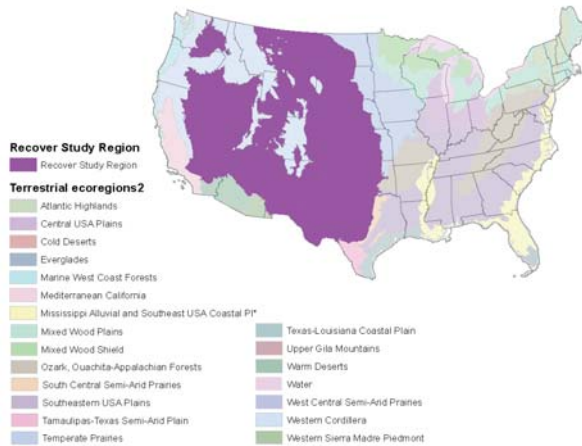 Recover Study Region
Recover Study Region
Terrestrial ecoregions2
Atlantic Highlands
Central USA Plains
Cold Deserts
Everglades
Marine West Coast Forests
Mediterranean California
Mississippi Alluvial and Southeast USA Coastal Pl*
Mixed Wood Plains
Mixed Wood Shield
Ozark, Ouachita-Appalachian Forests
South Central Semi-Arid Prairies
Southeastern USA Plains
Tamaulipas-Texas Semi-Arid Plain
Temperate Prairies
Texas-Louisiana Coastal Plain
Upper Gila Mountains
Warm Deserts
Water
West Central Semi-Arid Prairies
Western Cordillera
Western Sierra Madre Piedmont